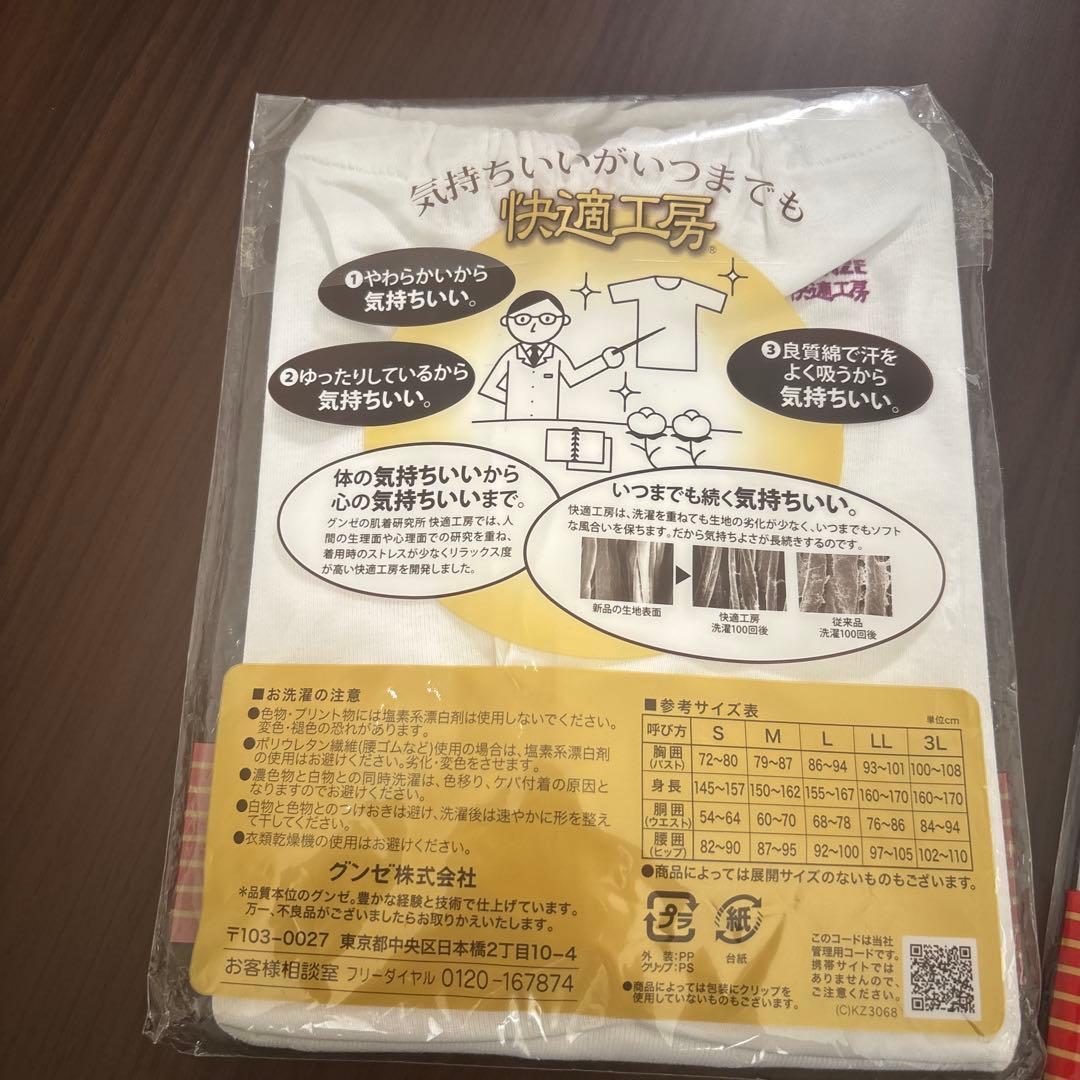 気持ちいいがいつまでも
快適工房®
快適工房
❶やわらかいから
気持ちいい。
❷ゆったりしているから
気持ちいい。
❸良質綿で汗を
よく吸うから
気持ちいい。
体の気持ちいいから
心の気持ちいいまで。
グンゼの肌着研究所 快適工房では、人
間の生理面や心理面での研究を重ね、
着用時のストレスが少なくリラックス度
が高い快適工房を開発しました。
いつまでも続く気持ちいい。
快適工房は、洗濯を重ねても生地の劣化が少なく、いつまでもソフト
な風合いを保ちます。だから気持ちよさが長続きするのです。
新品の生地表面
快適工房
洗濯100回後
従来品
洗濯100回後
■お洗濯の注意
●色物・プリント物には塩素系漂白剤は使用しないでください。
変色・褪色の恐れがあります。
●ポリウレタン繊維(腰ゴムなど)使用の場合は、塩素系漂白剤
の使用はお避けください。劣化・変色をさせます。
●濃色物と白物との同時洗濯は、色移り、ケバ付着の原因と
なりますのでお避けください。
●白物と色物とのつけおきは避け、洗濯後は速やかに形を整え
て干してください。
●衣類乾燥機の使用はお避けください。
グンゼ株式会社
*品質本位のグンゼ。豊かな経験と技術で仕上げています。
万一、不良品がございましたらお取りかえいたします。
〒103-0027 東京都中央区日本橋2丁目10-4
お客様相談室 フリーダイヤル 0120-167874
■参考サイズ表 単位cm
呼び方 S M L LL 3L
胸囲(バスト) 72~80 79~87 86~94 93~101 100~108
身長 145~157 150~162 155~167 160~170 160~170
胴囲(ウエスト) 54~64 60~70 68~78 76~86 84~94
腰囲(ヒップ) 82~90 87~95 92~100 97~105 102~110
●商品によっては展開サイズのないものもございます。
プラ
紙
外 装:PP
クリップ:PS
台紙
●商品によっては包装にクリップを
使用していないものもございます。
このコードは当社
管理用コードです。
携帯サイトでは
ありませんので、
ご注意ください。
(C)KZ3068